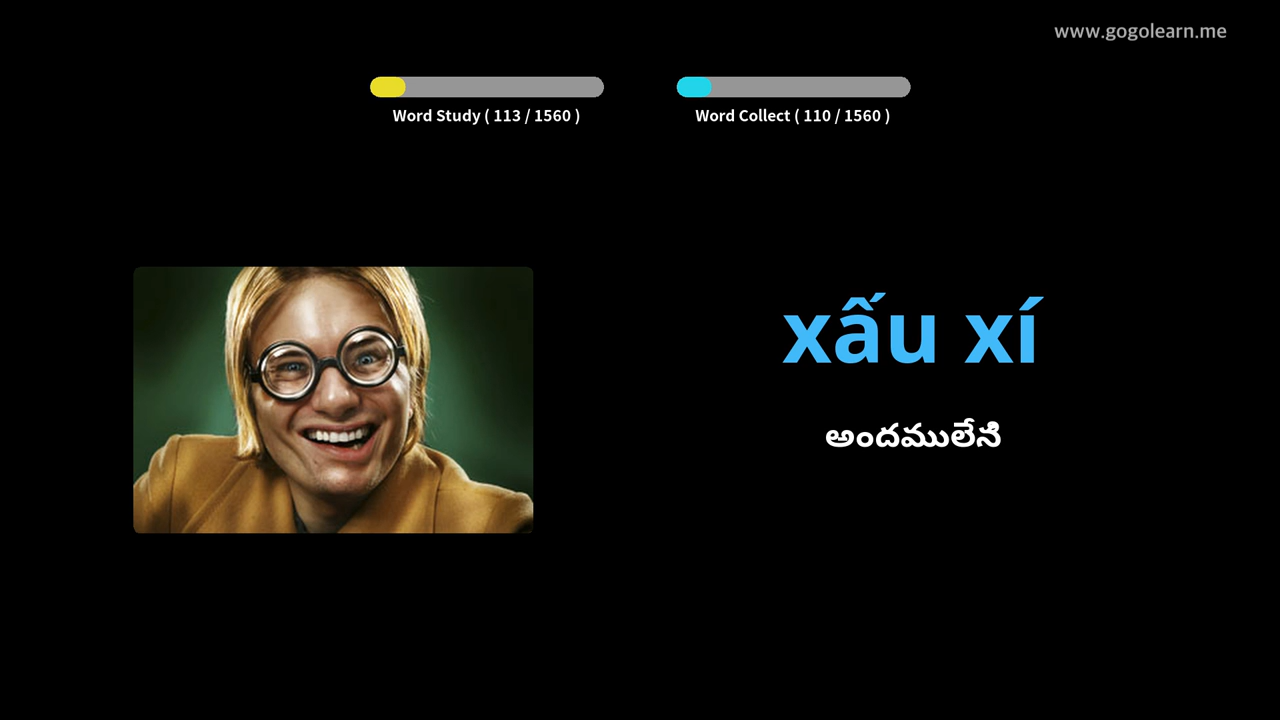 www.gogolearn.me
Word Study ( 113 / 1560 )
Word Collect ( 110 / 1560 )
xấu xí
అందములేని